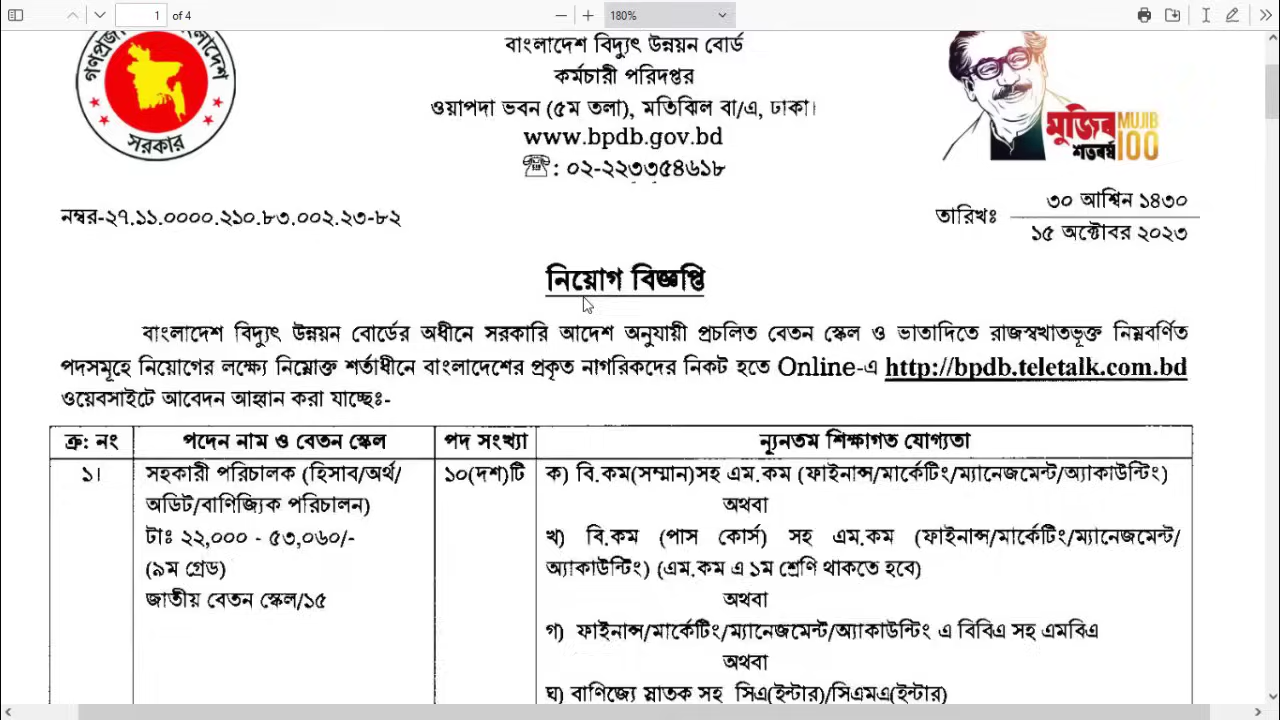 1 of 4
180%
গণপ্রজা
লাদেশ
সরকার
বাংলাদেশ বিদ্যুৎ উন্নয়ন বোর্ড
কর্মচারী পরিদপ্তর
ওয়াপদা ভবন (৫ম তলা), মতিঝিল বা/এ, ঢাকা।
www.bpdb.gov.bd
☏: ০২-২২৩৩৫৪৬১৮
মুজিব MUJIB
শতবর্ষ 100
নম্বর-২৭.১১.০০০০.২১০.৮৩.০০২.২৩-৮২
তারিখঃ ৩০ আশ্বিন ১৪৩০
১৫ অক্টোবর ২০২৩
নিয়োগ বিজ্ঞপ্তি
বাংলাদেশ বিদ্যুৎ উন্নয়ন বোর্ডের অধীনে সরকারি আদেশ অনুযায়ী প্রচলিত বেতন স্কেল ও ভাতাদিতে রাজস্বখাতভূক্ত নিম্নবর্ণিত
পদসমূহে নিয়োগের লক্ষ্যে নিম্নোক্ত শর্তাধীনে বাংলাদেশের প্রকৃত নাগরিকদের নিকট হতে Online-এ http://bpdb.teletalk.com.bd
ওয়েবসাইটে আবেদন আহ্বান করা যাচ্ছেঃ-
ক্র: নং পদেন নাম ও বেতন স্কেল পদ সংখ্যা ন্যূনতম শিক্ষাগত যোগ্যতা
১। সহকারী পরিচালক (হিসাব/অর্থ/ ১০(দশ)টি ক) বি.কম(সম্মান)সহ এম.কম (ফাইনান্স/মার্কেটিং/ম্যানেজমেন্ট/অ্যাকাউন্টিং)
অডিট/বাণিজ্যিক পরিচালন) অথবা
টাঃ ২২,০০০ - ৫৩,০৬০/- খ) বি.কম (পাস কোর্স) সহ এম.কম (ফাইনান্স/মার্কেটিং/ম্যানেজমেন্ট/
(৯ম গ্রেড) অ্যাকাউন্টিং) (এম.কম এ ১ম শ্রেণি থাকতে হবে)
জাতীয় বেতন স্কেল/১৫ অথবা
গ) ফাইনান্স/মার্কেটিং/ম্যানেজমেন্ট/অ্যাকাউন্টিং এ বিবিএ সহ এমবিএ
অথবা
ঘ) বাণিজ্যে স্নাতক সহ সিএ(ইন্টার)/সিএমএ(ইন্টার)